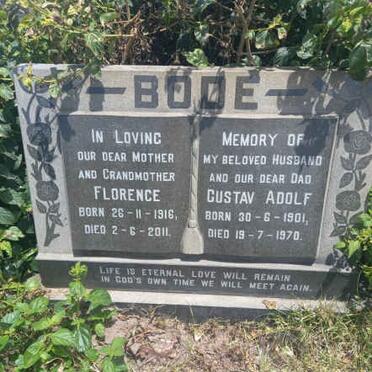 BODÉ
IN LOVING
OUR DEAR MOTHER
AND GRANDMOTHER
FLORENCE
BORN 26-11-1916,
DIED 2-6-2011.
MEMORY OF
MY BELOVED HUSBAND
AND OUR DEAR DAD
GUSTAV ADOLF
BORN 30-6-1901,
DIED 19-7-1970.
LIFE IS ETERNAL LOVE WILL REMAIN
IN GOD'S OWN TIME WE WILL MEET AGAIN.